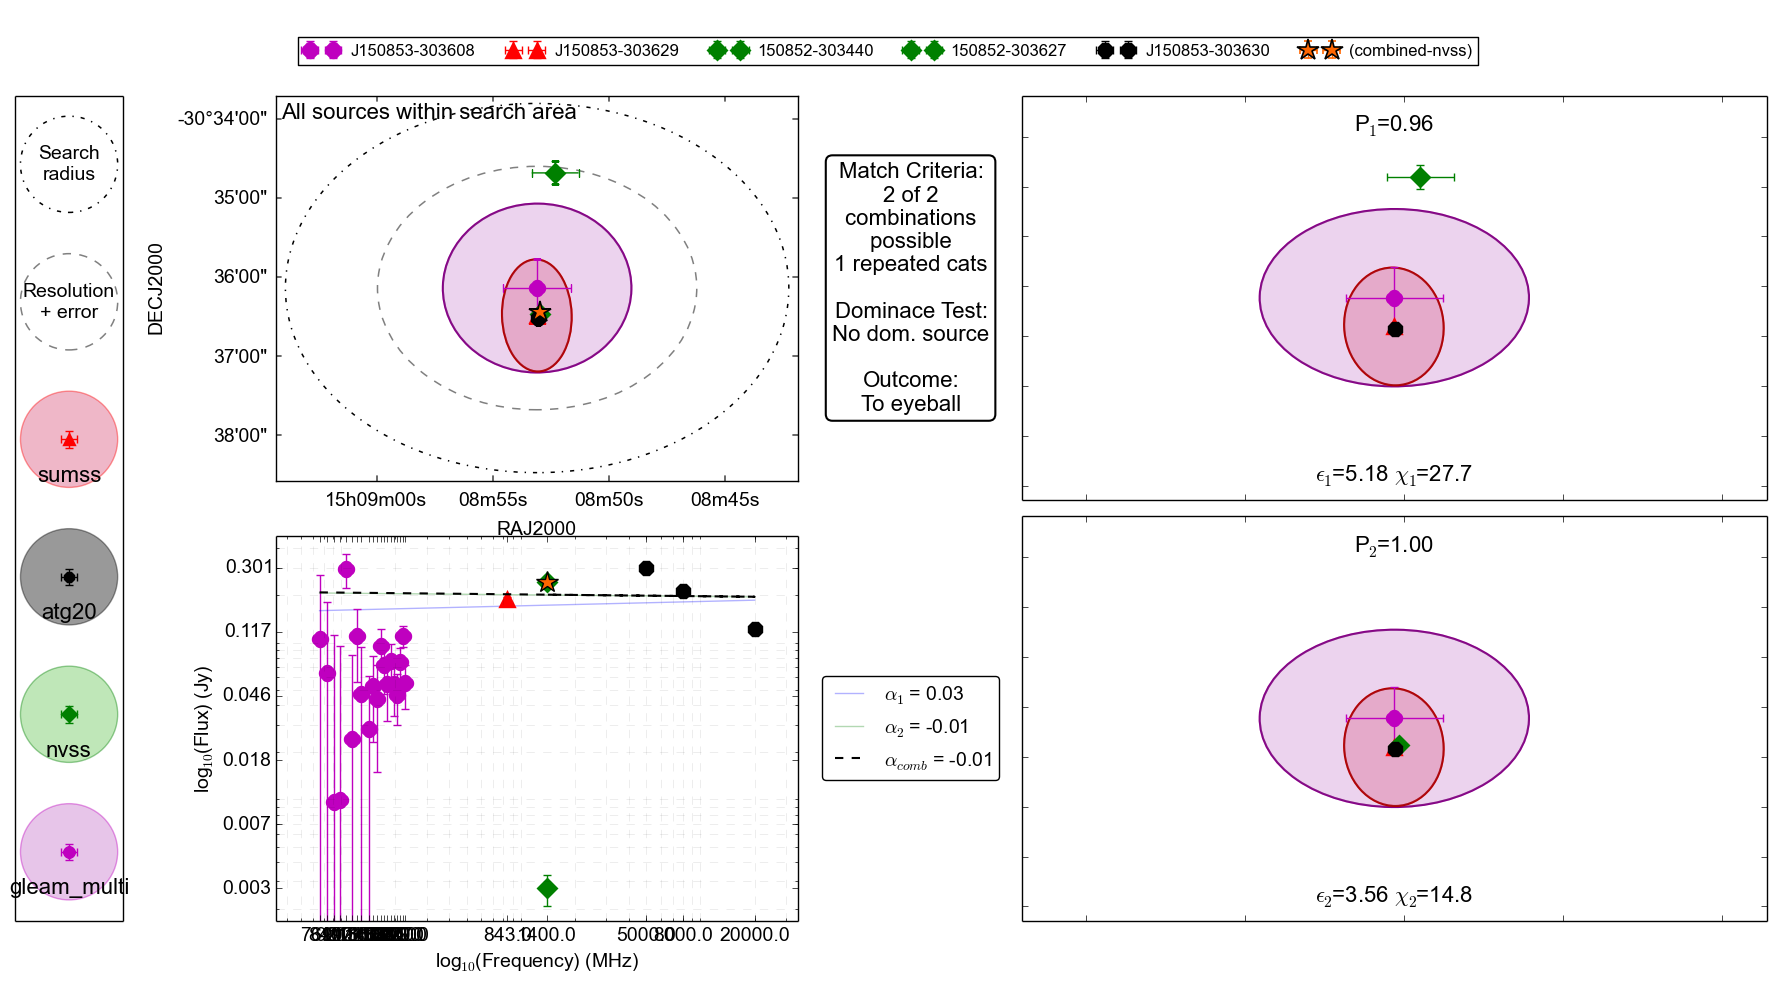 J150853-303608
J150853-303629
150852-303440
150852-303627
J150853-303630
(combined-nvss)
Search
radius
Resolution
+ error
sumss
atg20
nvss
gleam_multi
All sources within search area
DECJ2000
-30°34'00"
35'00"
36'00"
37'00"
38'00"
15h09m00s
08m55s
08m50s
08m45s
RAJ2000
Match Criteria:
2 of 2
combinations
possible
1 repeated cats
Dominace Test:
No dom. source
Outcome:
To eyeball
P1=0.96
ϵ1=5.18 χ1=27.7
log10(Flux) (Jy)
0.301
0.117
0.046
0.018
0.007
0.003
843.0
1400.0
5000.0
8000.0
20000.0
log10(Frequency) (MHz)
α1 = 0.03
α2 = -0.01
αcomb = -0.01
P2=1.00
ϵ2=3.56 χ2=14.8